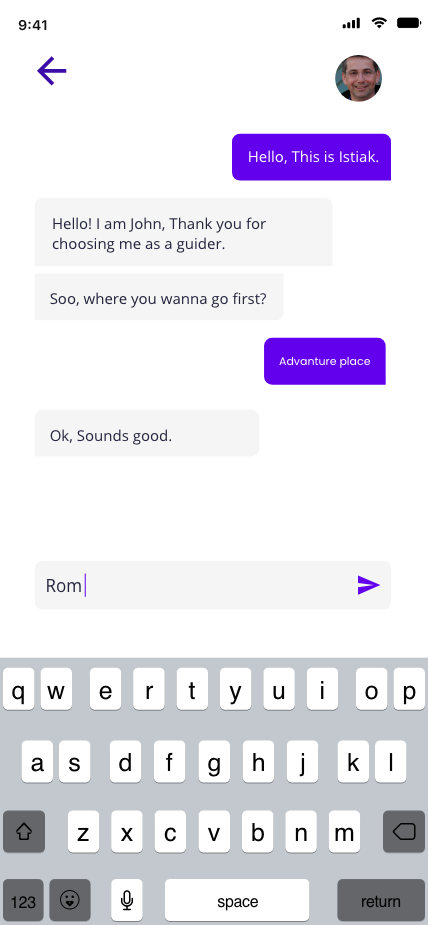 9:41
Hello, This is Istiak.
Hello! I am John, Thank you for
choosing me as a guider.
Soo, where you wanna go first?
Advanture place
Ok, Sounds good.
Rom
q w e r t y u i o p
a s d f g h j k l
z x c v b n m
123 space return